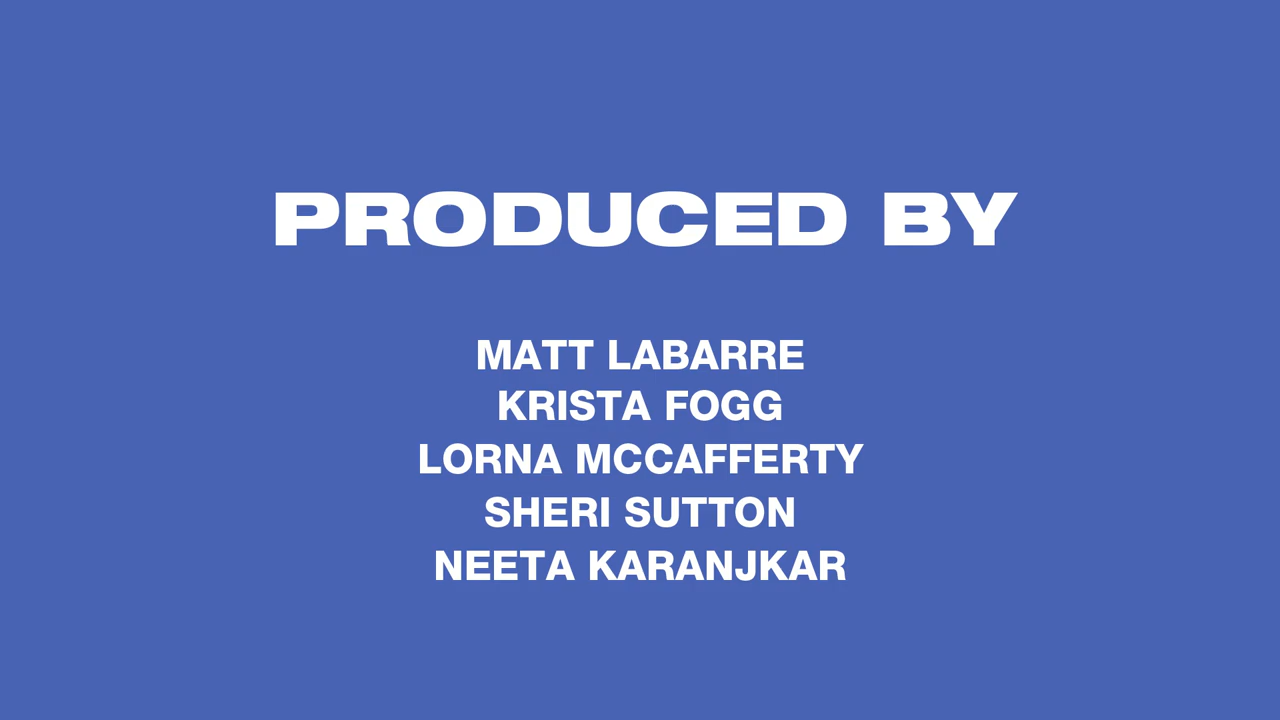 PRODUCED BY
MATT LABARRE
KRISTA FOGG
LORNA MCCAFFERTY
SHERI SUTTON
NEETA KARANJKAR